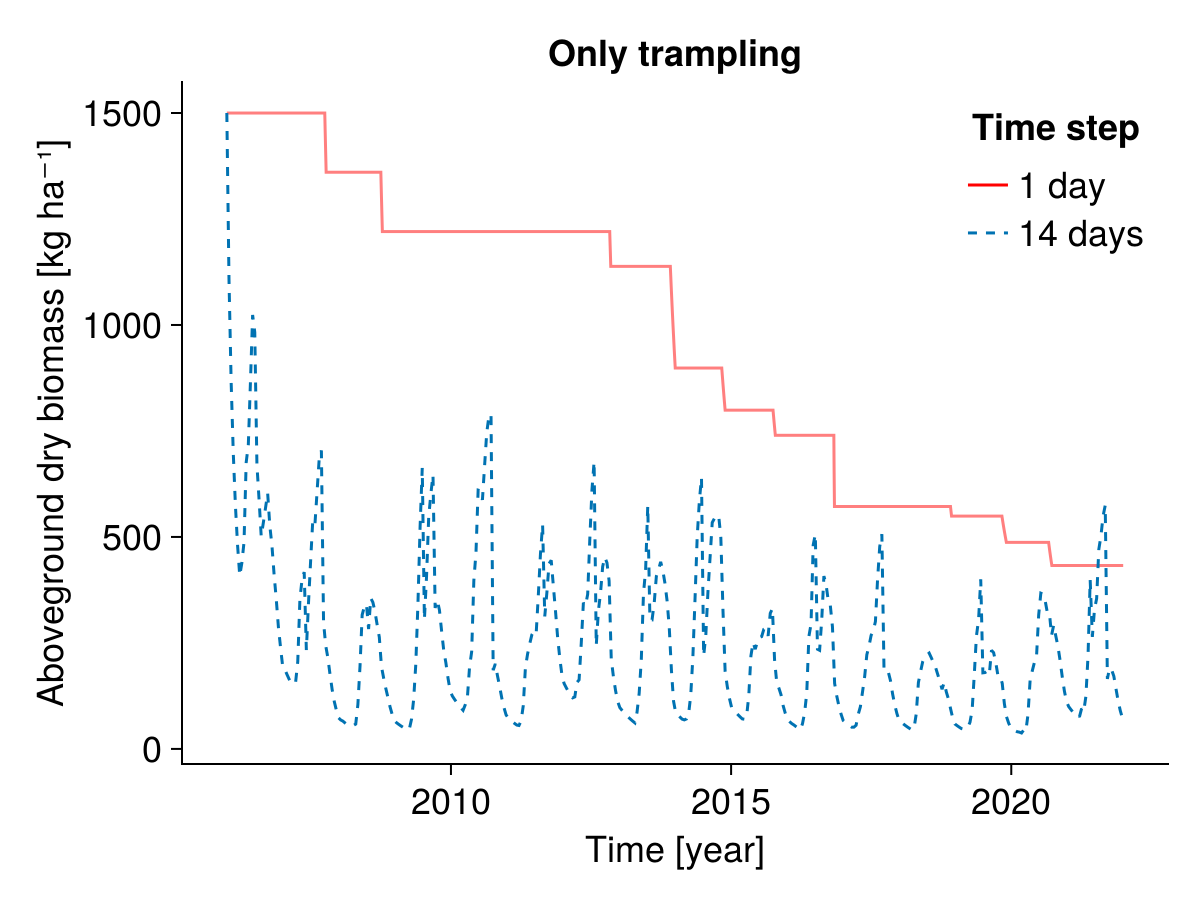 Only trampling
Aboveground dry biomass [kg ha⁻¹]
1500
1000
500
0
Time step
1 day
14 days
2010
2015
2020
Time [year]